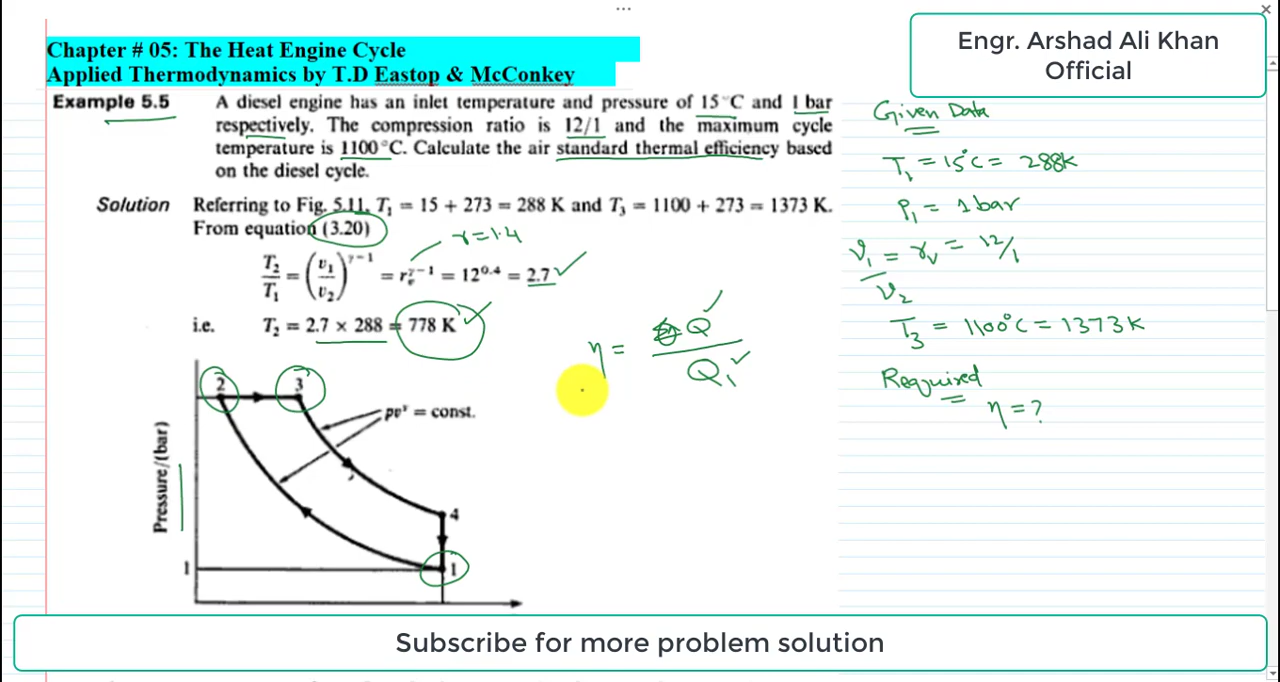 Chapter # 05: The Heat Engine Cycle
Applied Thermodynamics by T.D Eastop & McConkey
Engr. Arshad Ali Khan
Official
Example 5.5 A diesel engine has an inlet temperature and pressure of 15 °C and 1 bar
respectively. The compression ratio is 12/1 and the maximum cycle
temperature is 1100 °C. Calculate the air standard thermal efficiency based
on the diesel cycle.
Solution Referring to Fig. 5.11, T₁ = 15 + 273 = 288 K and T₃ = 1100 + 273 = 1373 K.
From equation (3.20)
γ = 1.4
T₂/T₁ = (v₁/v₂)^γ−1 = rᵥ^γ−1 = 12^0.4 = 2.7
i.e. T₂ = 2.7 × 288 = 778 K
η = Q/Q₁
2 3
pvᵞ = const.
Pressure/(bar)
4
1 1
Given Data
T₁ = 15°C = 288K
P₁ = 1 bar
v₁/v₂ = rᵥ = 12/1
T₃ = 1100°C = 1373K
Required
η = ?
Subscribe for more problem solution